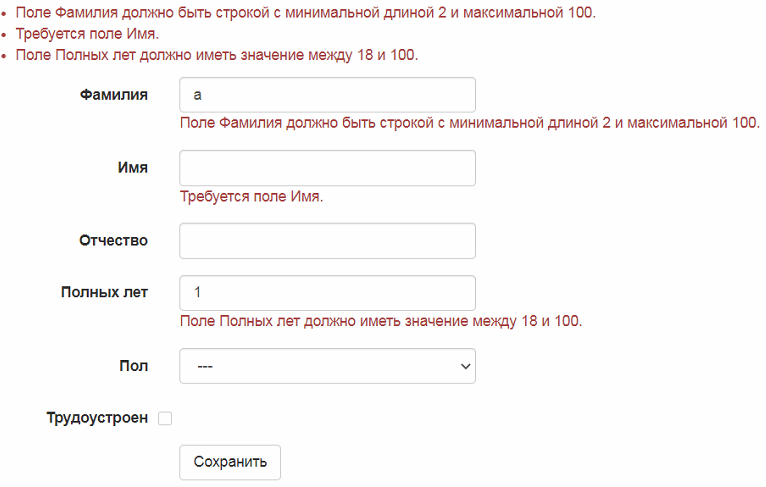 Поле Фамилия должно быть строкой с минимальной длиной 2 и максимальной 100.
Требуется поле Имя.
Поле Полных лет должно иметь значение между 18 и 100.
Фамилия a
Поле Фамилия должно быть строкой с минимальной длиной 2 и максимальной 100.
Имя
Требуется поле Имя.
Отчество
Полных лет 1
Поле Полных лет должно иметь значение между 18 и 100.
Пол ---
Трудоустроен
Сохранить